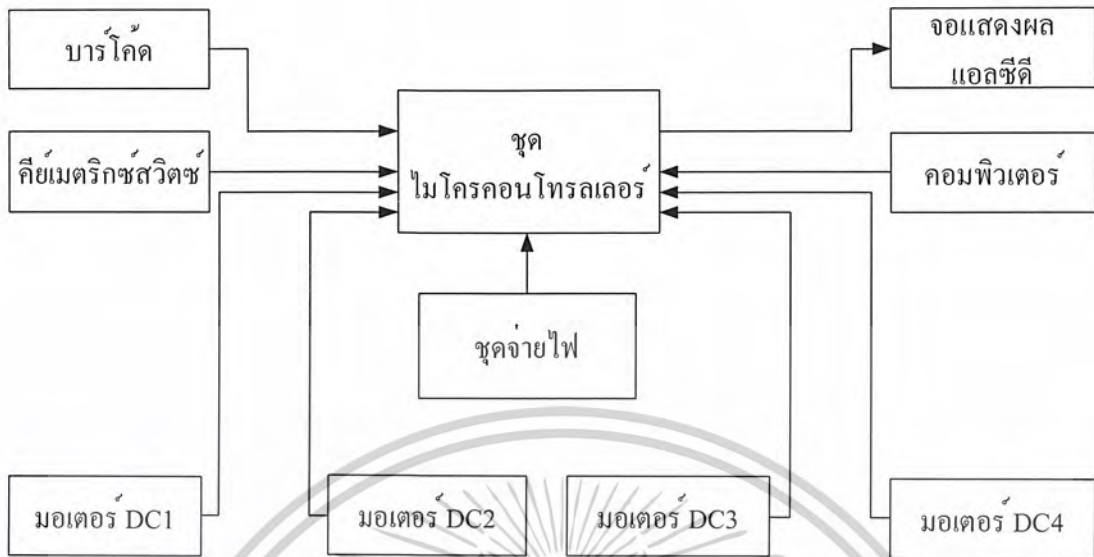 บาร์โค้ด
จอแสดงผล
แอลซีดี
ชุด
ไมโครคอนโทรลเลอร์
คีย์เมตริกซ์สวิตซ์
คอมพิวเตอร์
ชุดจ่ายไฟ
มอเตอร์ DC1
มอเตอร์ DC2
มอเตอร์ DC3
มอเตอร์ DC4